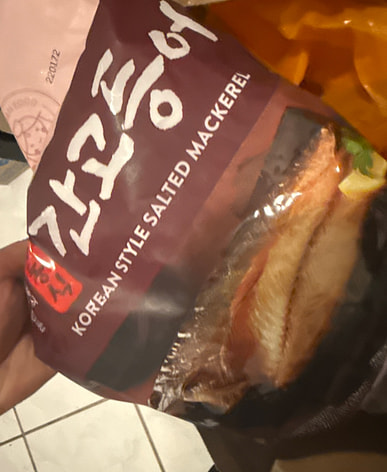 220172
간고등어
KOREAN STYLE SALTED MACKEREL